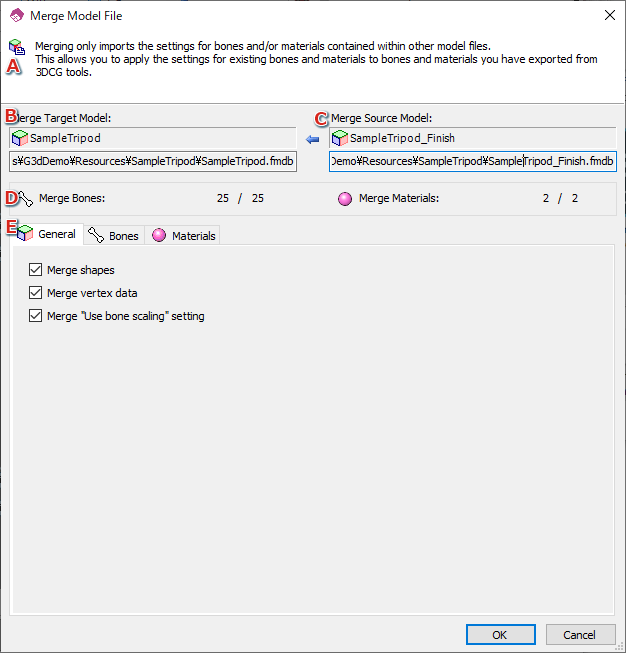 Merge Model File
Merging only imports the settings for bones and/or materials contained within other model files.
A
This allows you to apply the settings for existing bones and materials to bones and materials you have exported from
3DCG tools.
B erge Target Model:
C Merge Source Model:
SampleTripod
SampleTripod_Finish
s¥G3dDemo¥Resources¥SampleTripod¥SampleTripod.fmdb
Demo¥Resources¥SampleTripod¥SampleTripod_Finish.fmdb
D Merge Bones: 25 / 25
Merge Materials: 2 / 2
E General
Bones
Materials
Merge shapes
Merge vertex data
Merge "Use bone scaling" setting
OK
Cancel